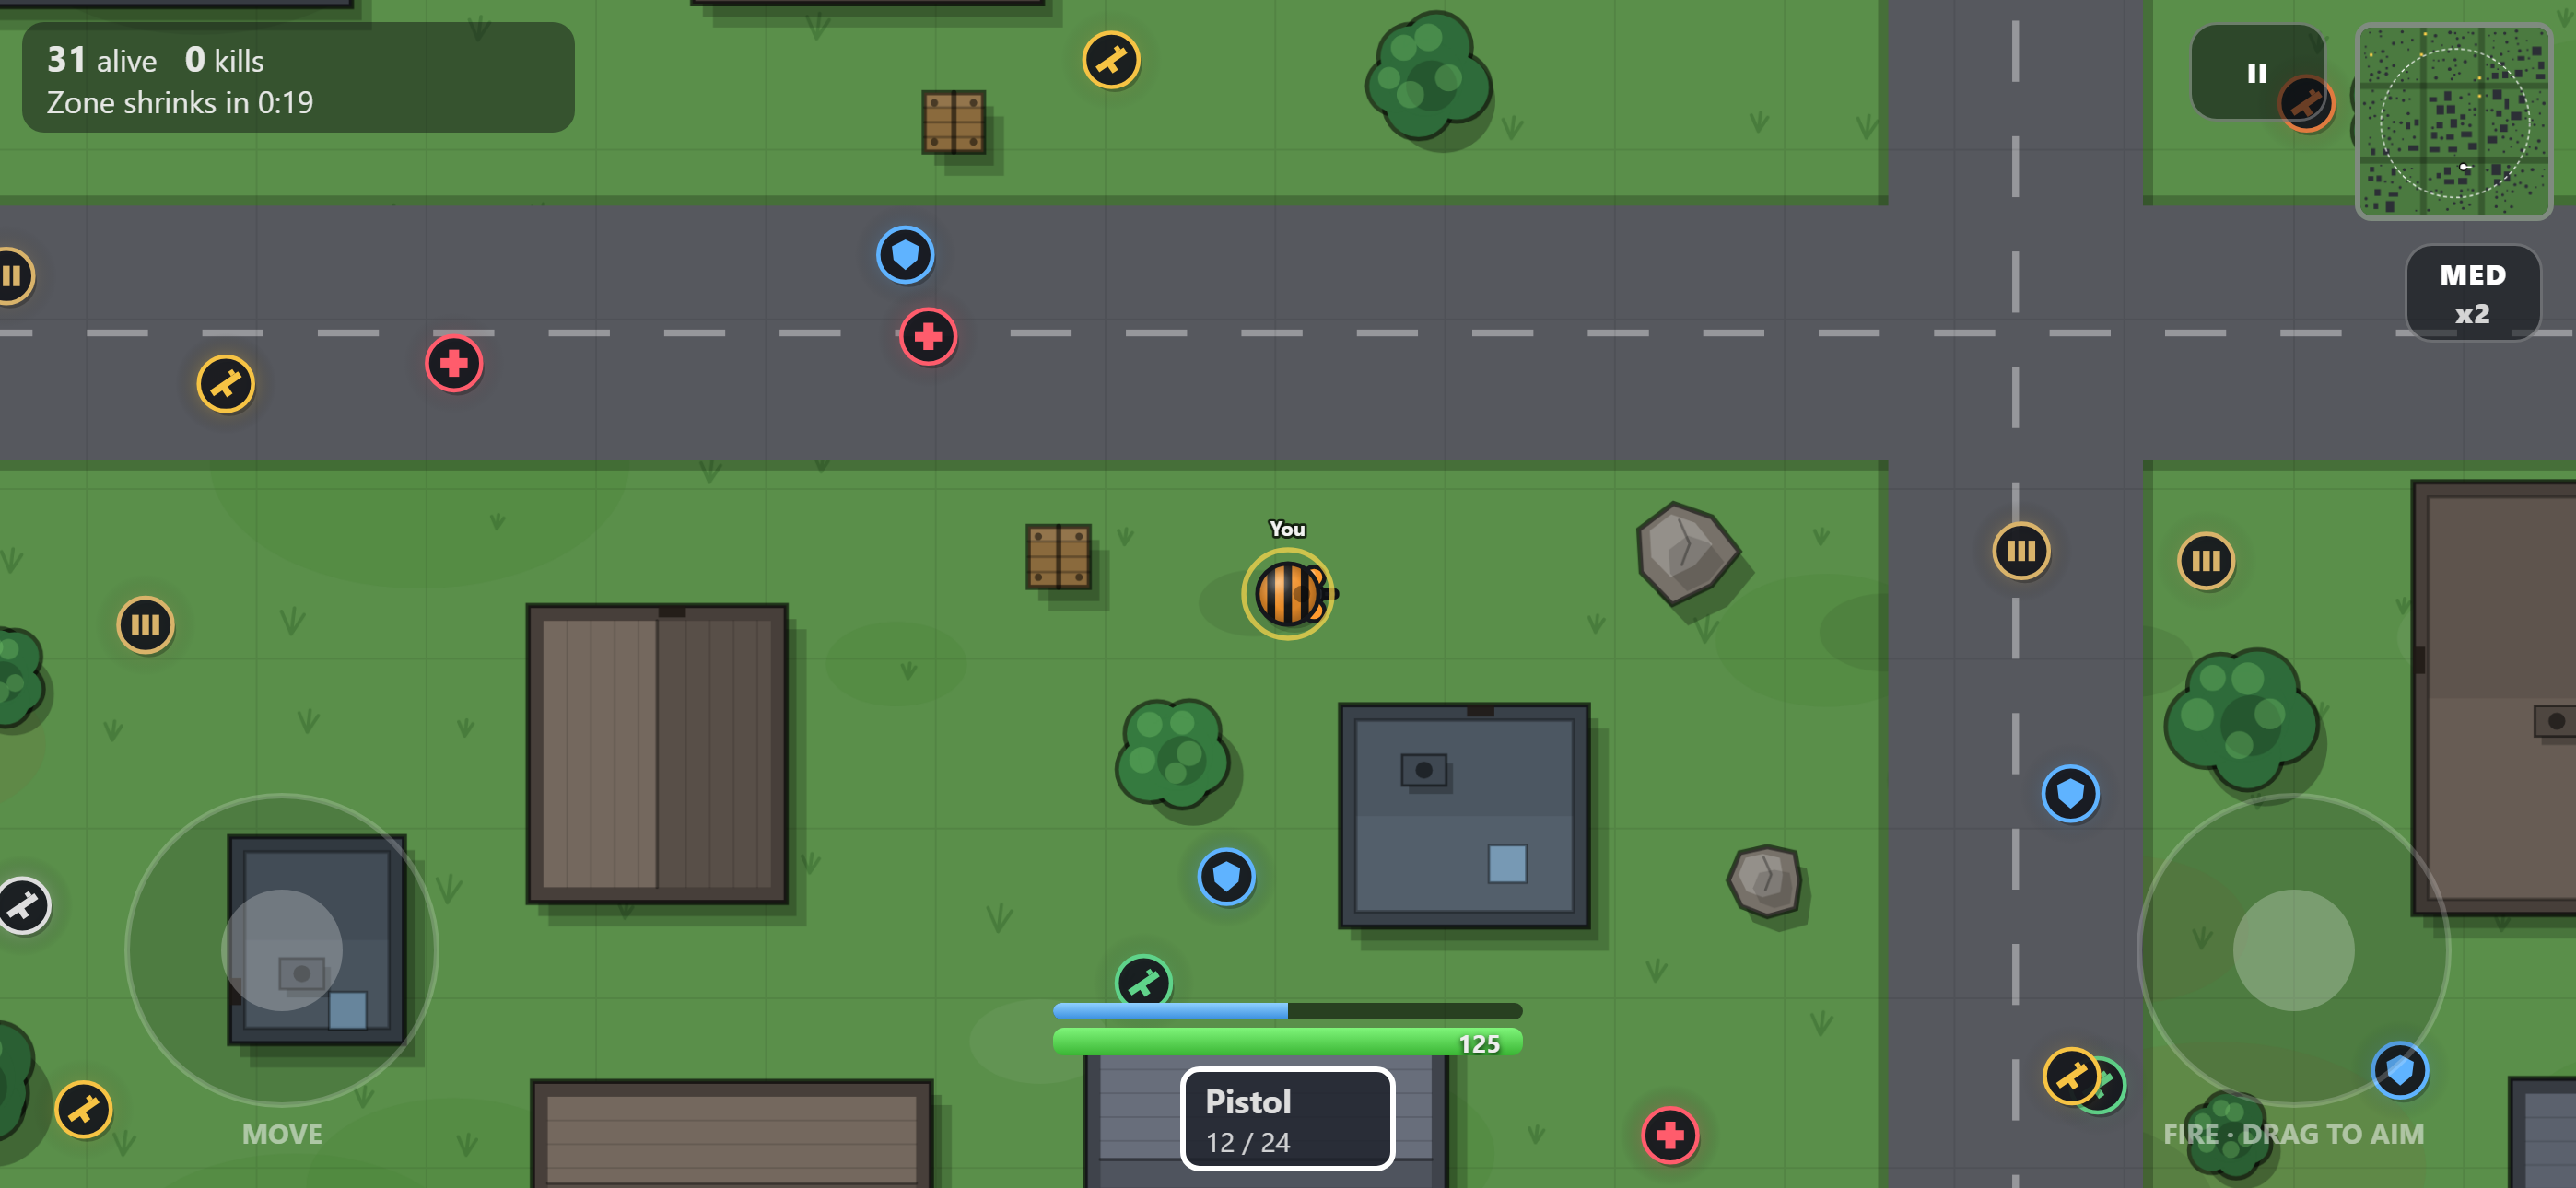 31 alive 0 kills
Zone shrinks in 0:19
MED
x2
You
125
Pistol
12 / 24
MOVE
FIRE · DRAG TO AIM